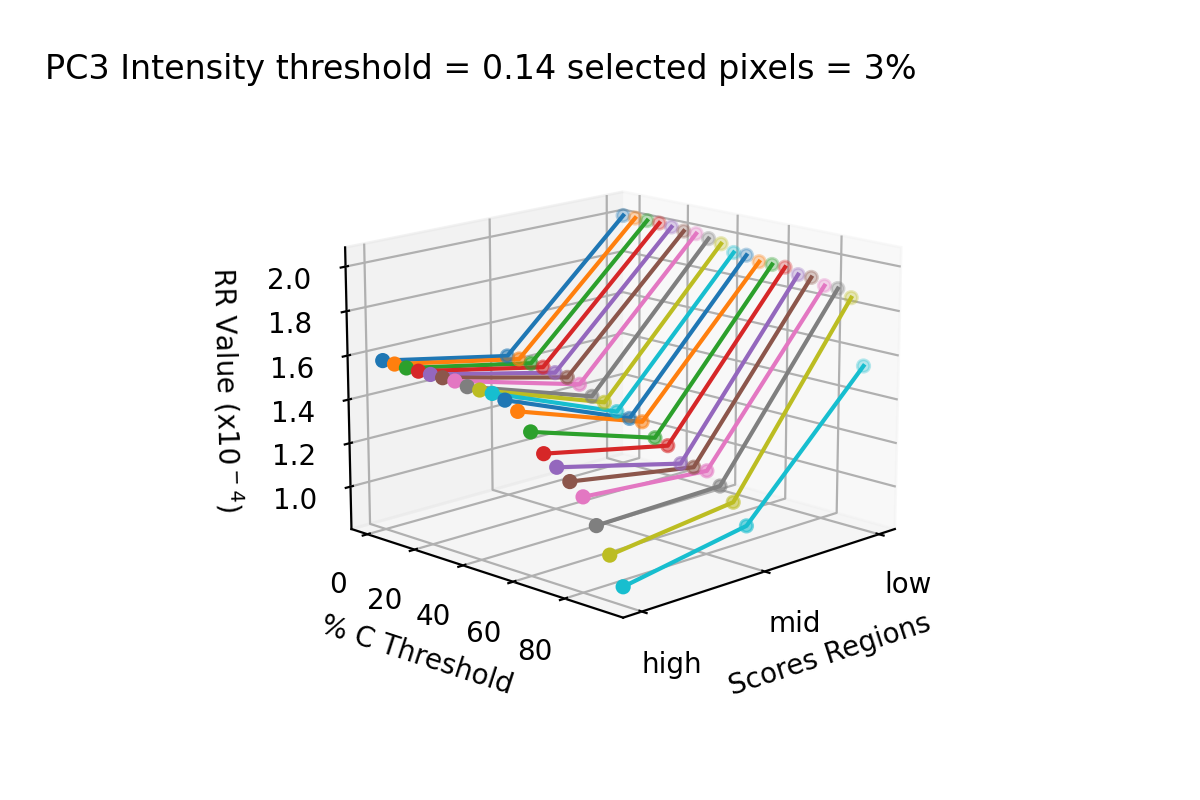 PC3 Intensity threshold = 0.14 selected pixels = 3%
RR Value (x10⁻⁴)
2.0
1.8
1.6
1.4
1.2
1.0
0
20
40
60
80
% C Threshold
high
mid
low
Scores Regions